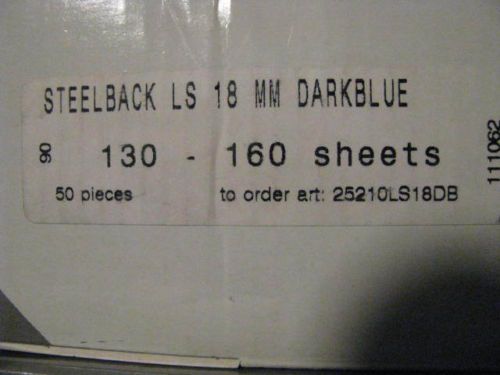 STEELBACK LS 18 MM DARKBLUE
90
130 - 160 sheets
50 pieces to order art: 25210LS18DB
111062